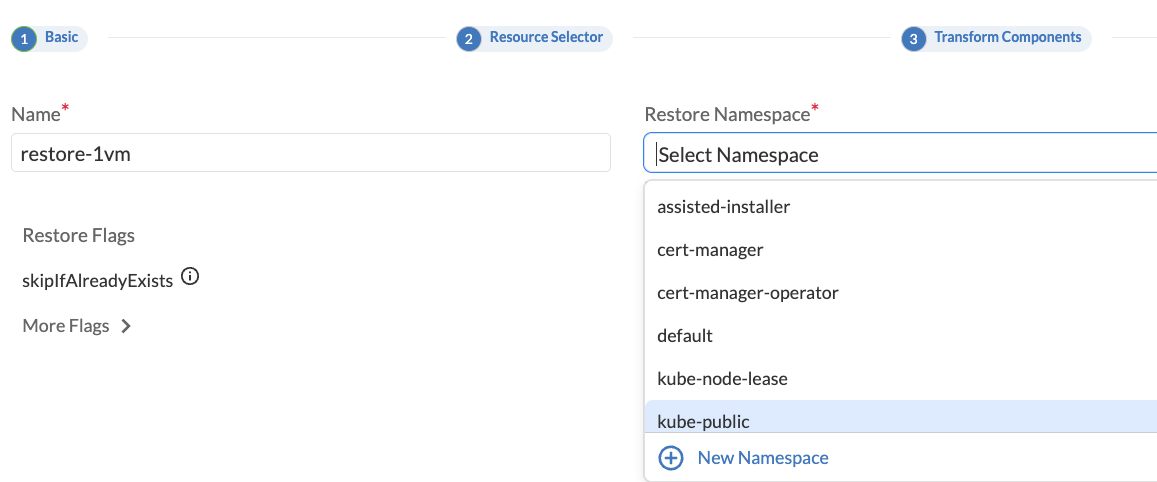 1 Basic
2 Resource Selector
3 Transform Components
Name*
restore-1vm
Restore Flags
skipIfAlreadyExists
More Flags
Restore Namespace*
Select Namespace
assisted-installer
cert-manager
cert-manager-operator
default
kube-node-lease
kube-public
New Namespace